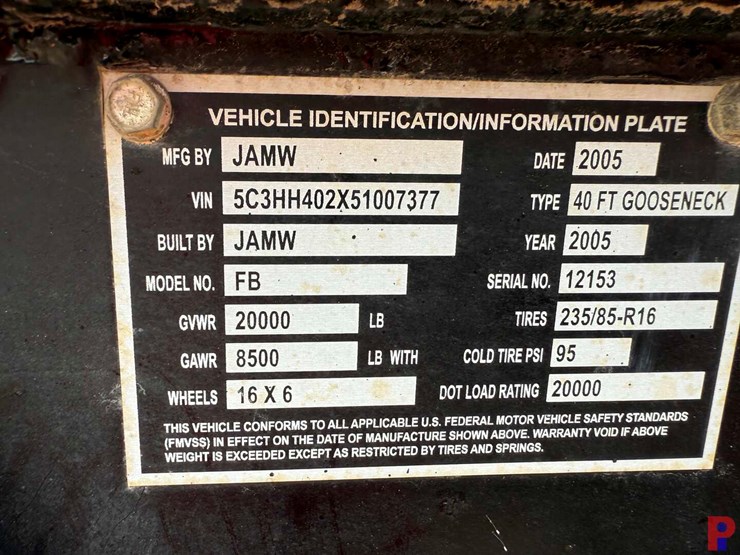 VEHICLE IDENTIFICATION/INFORMATION PLATE
MFG BY JAMW DATE 2005
VIN 5C3HH402X51007377 TYPE 40 FT GOOSENECK
BUILT BY JAMW YEAR 2005
MODEL NO. FB SERIAL NO. 12153
GVWR 20000 LB TIRES 235/85-R16
GAWR 8500 LB WITH COLD TIRE PSI 95
WHEELS 16 X 6 DOT LOAD RATING 20000
THIS VEHICLE CONFORMS TO ALL APPLICABLE U.S. FEDERAL MOTOR VEHICLE SAFETY STANDARDS
(FMVSS) IN EFFECT ON THE DATE OF MANUFACTURE SHOWN ABOVE. WARRANTY VOID IF ABOVE
WEIGHT IS EXCEEDED EXCEPT AS RESTRICTED BY TIRES AND SPRINGS.